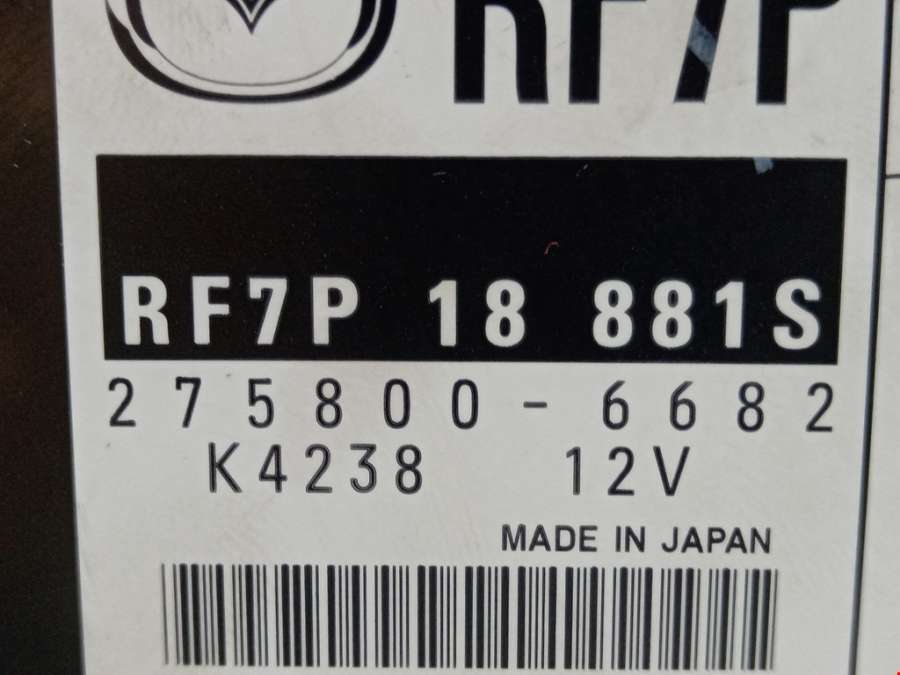 RF7P
RF7P 18 881S
275800-6682
K4238 12V
MADE IN JAPAN